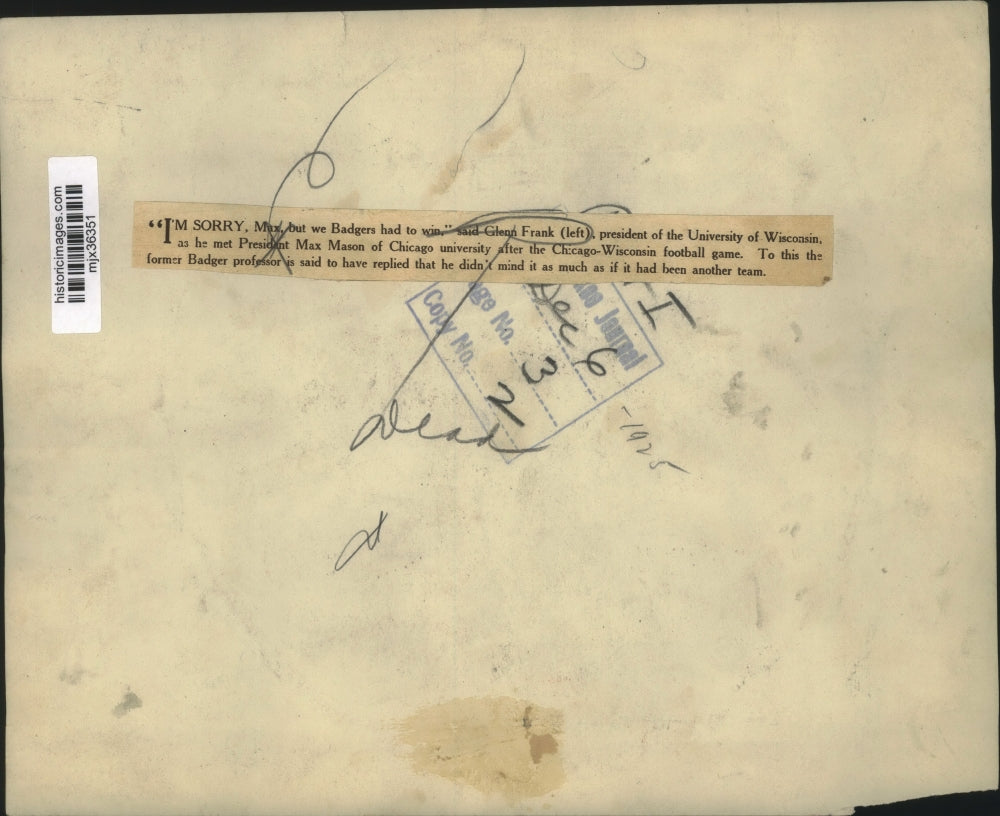 historicimages.com
mjx36351
“I'M SORRY, Max, but we Badgers had to win,” said Glenn Frank (left), president of the University of Wisconsin,
as he met President Max Mason of Chicago university after the Chicago-Wisconsin football game. To this the
former Badger professor is said to have replied that he didn't mind it as much as if it had been another team.
Journal
Dec 6
-1925
No. 3
Copy No. 2
Dead